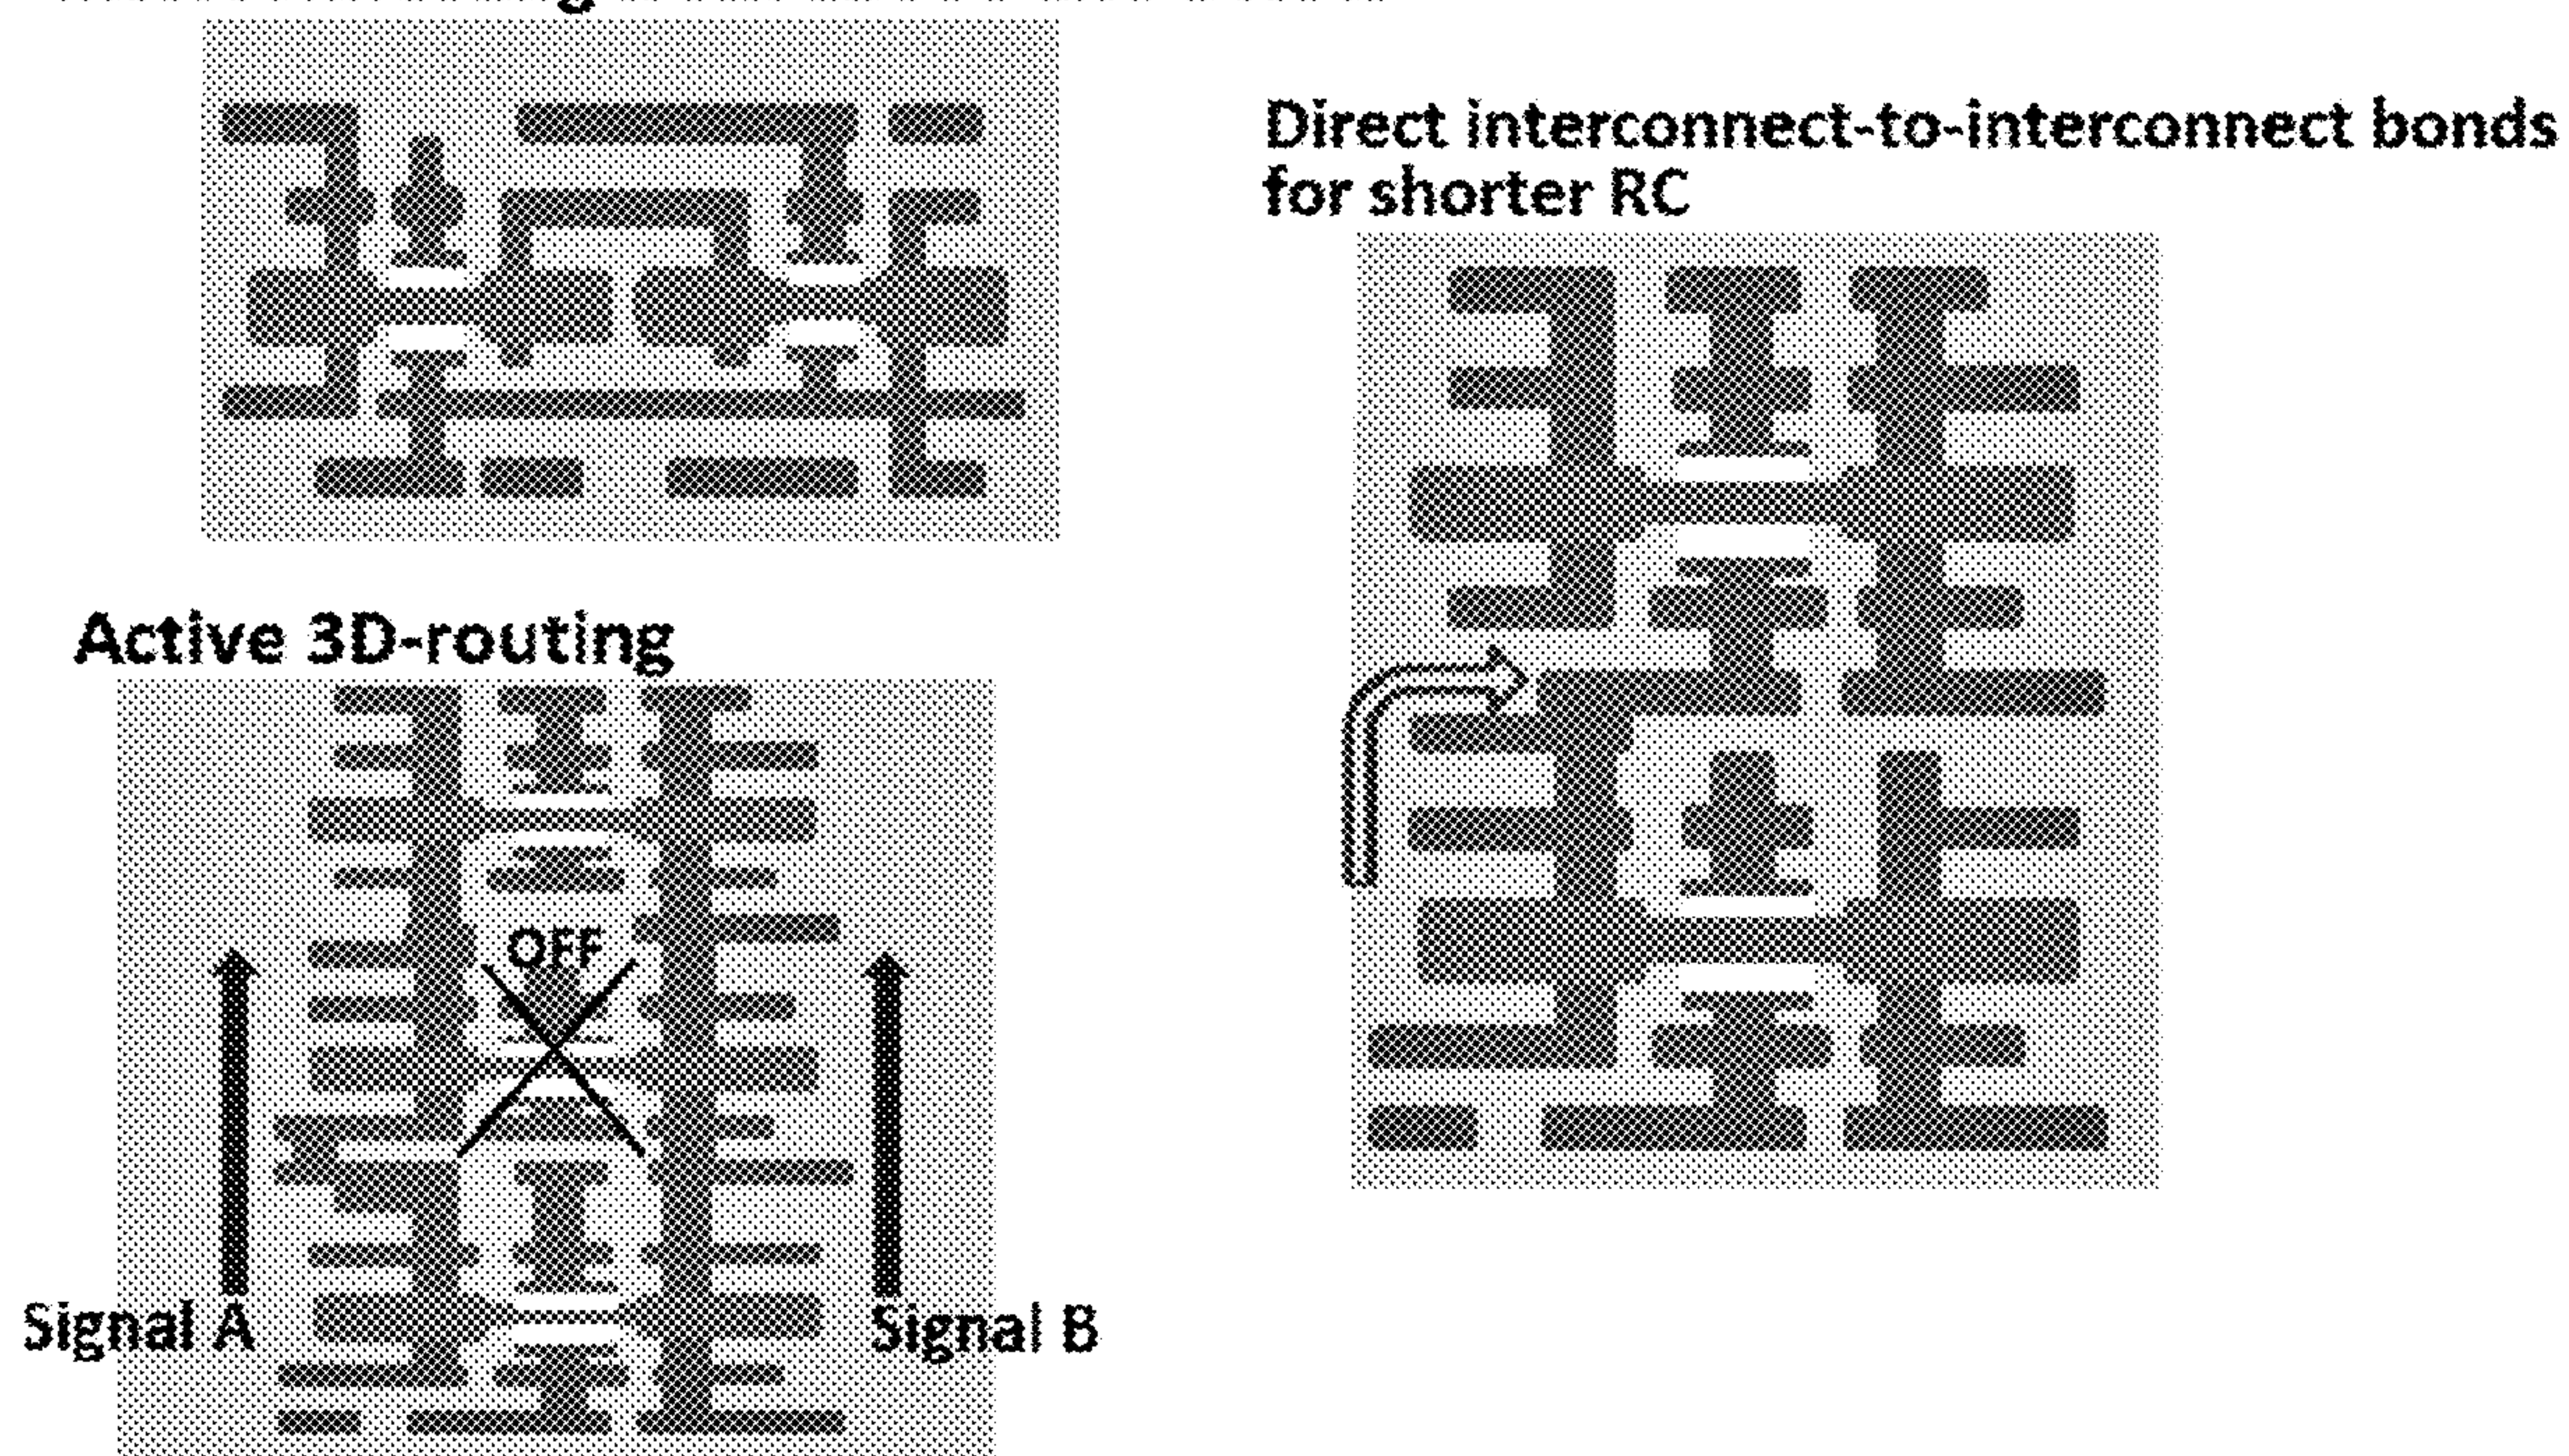 Direct interconnect-to-interconnect bonds
for shorter RC
Active 3D-routing
OFF
Signal A
Signal B